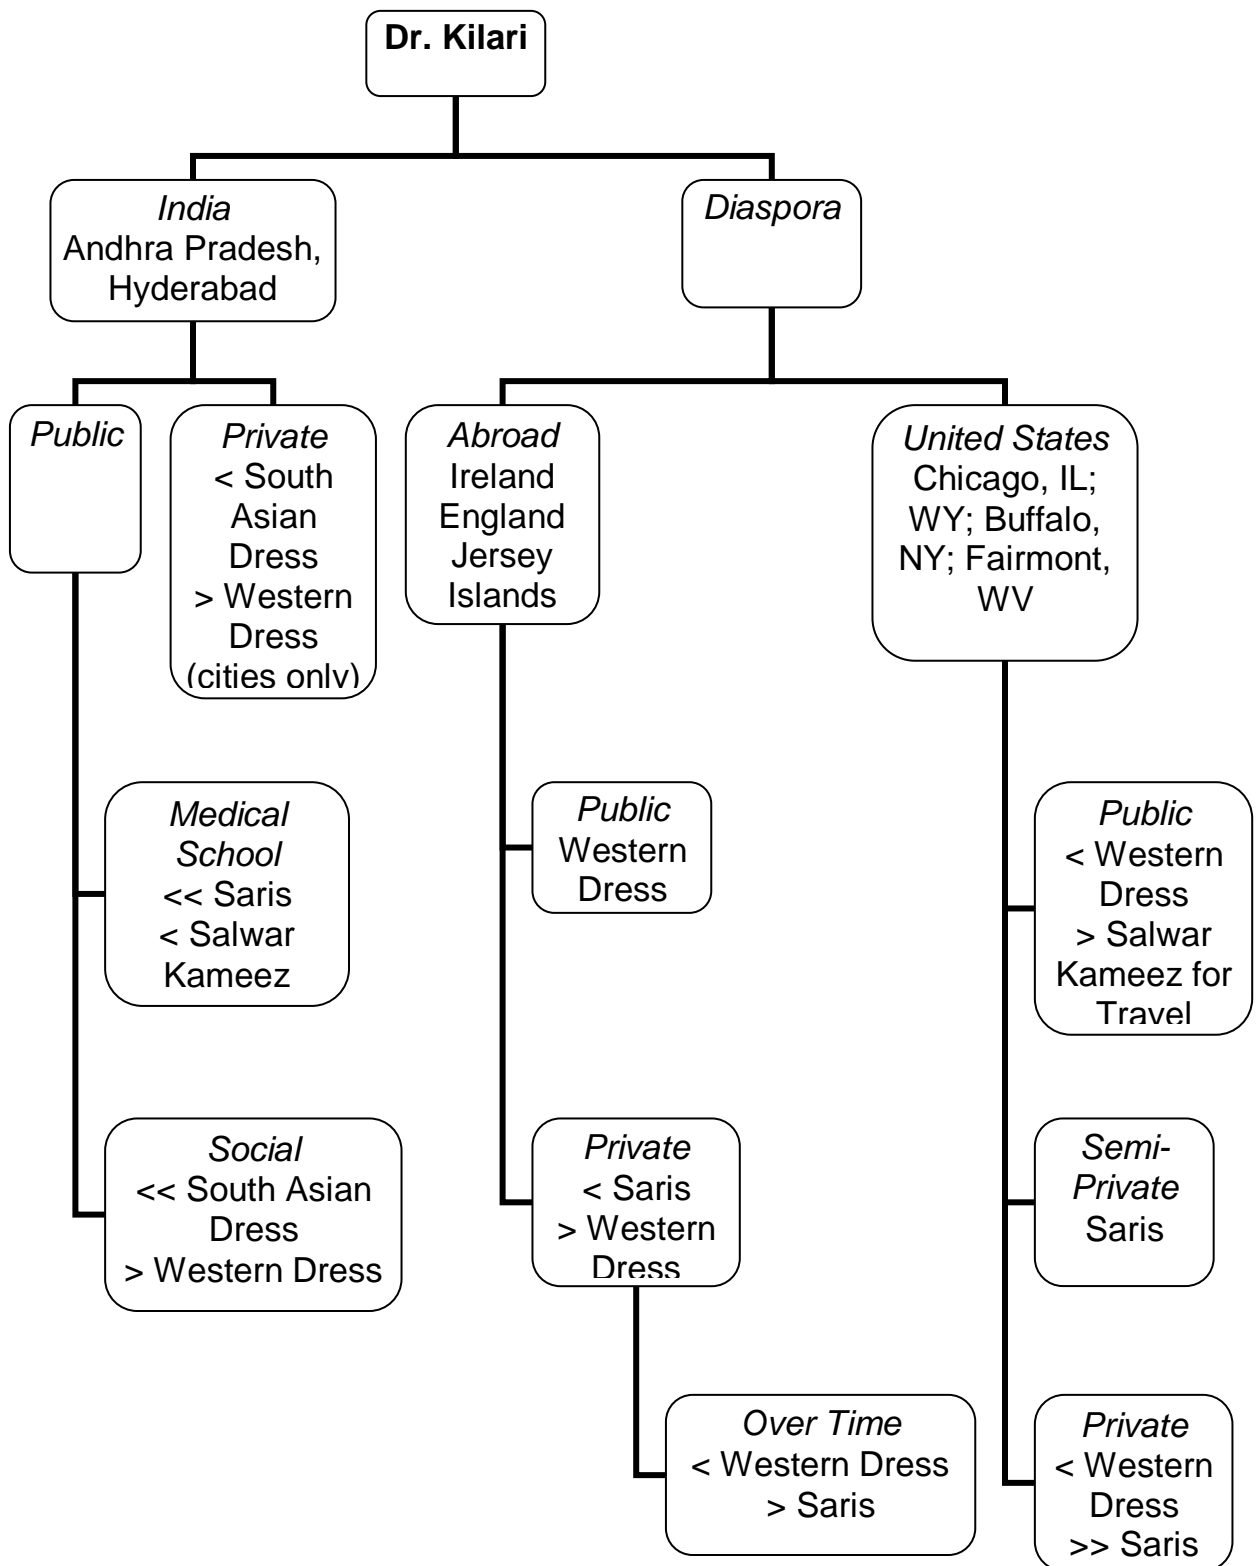 Dr. Kilari
India
Andhra Pradesh,
Hyderabad
Diaspora
Public
Private
< South
Asian
Dress
> Western
Dress
(cities only)
Abroad
Ireland
England
Jersey
Islands
United States
Chicago, IL;
WY; Buffalo,
NY; Fairmont,
WV
Medical
School
<< Saris
< Salwar
Kameez
Public
Western
Dress
Public
< Western
Dress
> Salwar
Kameez for
Travel
Social
<< South Asian
Dress
> Western Dress
Private
< Saris
> Western
Dress
Semi-
Private
Saris
Over Time
< Western Dress
> Saris
Private
< Western
Dress
>> Saris